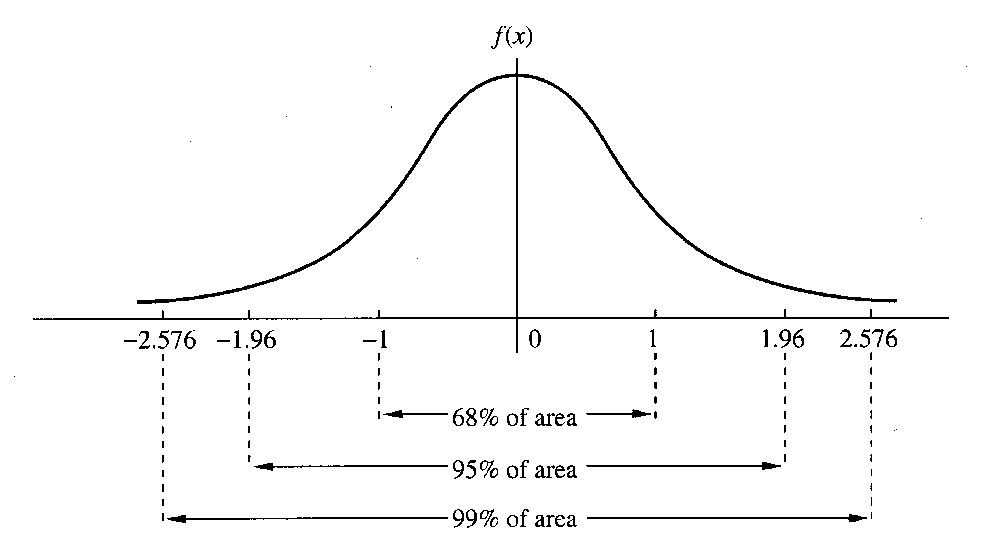 f(x)
−2.576 −1.96 −1 0 1 1.96 2.576
68% of area
95% of area
99% of area